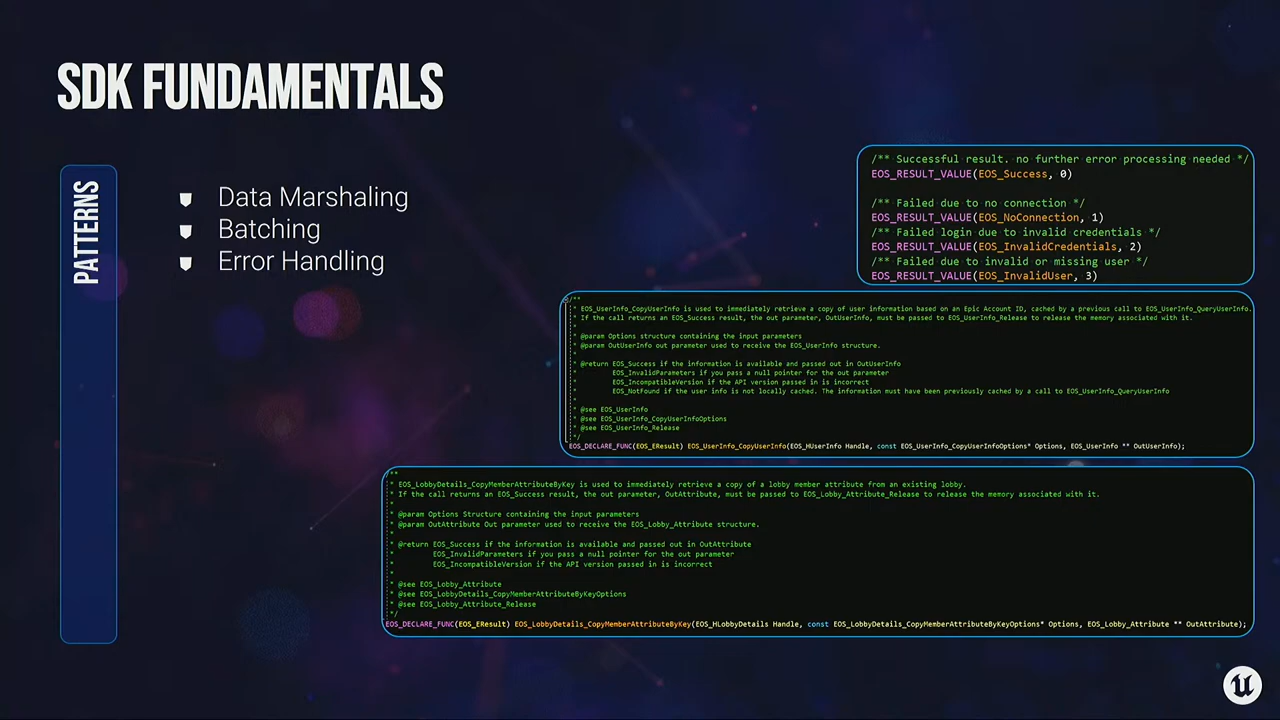 SDK FUNDAMENTALS
PATTERNS
Data Marshaling
Batching
Error Handling
/** Successful result. no further error processing needed */
EOS_RESULT_VALUE(EOS_Success, 0)
/** Failed due to no connection */
EOS_RESULT_VALUE(EOS_NoConnection, 1)
/** Failed login due to invalid credentials */
EOS_RESULT_VALUE(EOS_InvalidCredentials, 2)
/** Failed due to invalid or missing user */
EOS_RESULT_VALUE(EOS_InvalidUser, 3)
/**
* EOS_UserInfo_CopyUserInfo is used to immediately retrieve a copy of user information based on an Epic Account ID, cached by a previous call to EOS_UserInfo_QueryUserInfo.
* If the call returns an EOS_Success result, the out parameter, OutUserInfo, must be passed to EOS_UserInfo_Release to release the memory associated with it.
*
* @param Options structure containing the input parameters
* @param OutUserInfo out parameter used to receive the EOS_UserInfo structure.
*
* @return EOS_Success if the information is available and passed out in OutUserInfo
* EOS_InvalidParameters if you pass a null pointer for the out parameter
* EOS_IncompatibleVersion if the API version passed in is incorrect
* EOS_NotFound if the user info is not locally cached. The information must have been previously cached by a call to EOS_UserInfo_QueryUserInfo
*
* @see EOS_UserInfo
* @see EOS_UserInfo_CopyUserInfoOptions
* @see EOS_UserInfo_Release
*/
EOS_DECLARE_FUNC(EOS_EResult) EOS_UserInfo_CopyUserInfo(EOS_HUserInfo Handle, const EOS_UserInfo_CopyUserInfoOptions* Options, EOS_UserInfo ** OutUserInfo);
/**
* EOS_LobbyDetails_CopyMemberAttributeByKey is used to immediately retrieve a copy of a lobby member attribute from an existing lobby.
* If the call returns an EOS_Success result, the out parameter, OutAttribute, must be passed to EOS_Lobby_Attribute_Release to release the memory associated with it.
*
* @param Options Structure containing the input parameters
* @param OutAttribute Out parameter used to receive the EOS_Lobby_Attribute structure.
*
* @return EOS_Success if the information is available and passed out in OutAttribute
* EOS_InvalidParameters if you pass a null pointer for the out parameter
* EOS_IncompatibleVersion if the API version passed in is incorrect
*
* @see EOS_Lobby_Attribute
* @see EOS_LobbyDetails_CopyMemberAttributeByKeyOptions
* @see EOS_Lobby_Attribute_Release
*/
EOS_DECLARE_FUNC(EOS_EResult) EOS_LobbyDetails_CopyMemberAttributeByKey(EOS_HLobbyDetails Handle, const EOS_LobbyDetails_CopyMemberAttributeByKeyOptions* Options, EOS_Lobby_Attribute ** OutAttribute);